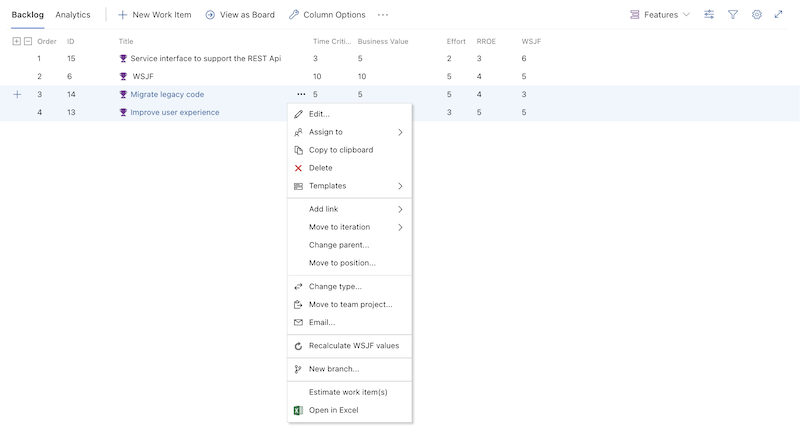 Backlog Analytics New Work Item View as Board Column Options ... Features
Order ID Title Time Criti... Business Value Effort RROE WSJF
1 15 Service interface to support the REST Api 3 5 2 3 6
2 6 WSJF 10 10 5 4 5
3 14 Migrate legacy code ... 5 5 5 4 3
4 13 Improve user experience 3 5 5
Edit...
Assign to
Copy to clipboard
Delete
Templates
Add link
Move to iteration
Change parent...
Move to position...
Change type...
Move to team project...
Email...
Recalculate WSJF values
New branch...
Estimate work item(s)
Open in Excel